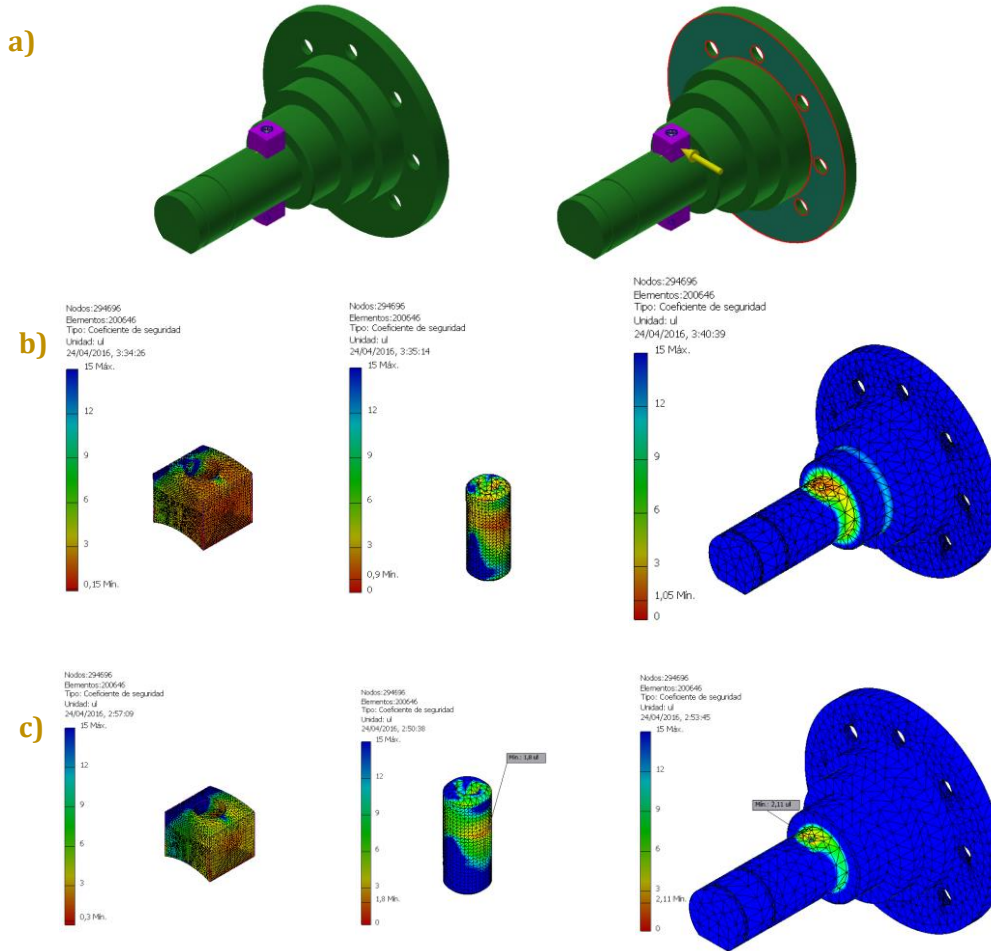 a)
b)
Nodos:294696
Elementos:200646
Tipo: Coeficiente de seguridad
Unidad: ul
24/04/2016, 3:34:26
15 Máx.
12
9
6
3
0,15 Mín.
Nodos:294696
Elementos:200646
Tipo: Coeficiente de seguridad
Unidad: ul
24/04/2016, 3:35:14
15 Máx.
12
9
6
3
0,9 Mín.
0
Nodos:294696
Elementos:200646
Tipo: Coeficiente de seguridad
Unidad: ul
24/04/2016, 3:40:39
15 Máx.
12
9
6
3
1,05 Mín.
0
c)
Nodos:294696
Elementos:200646
Tipo: Coeficiente de seguridad
Unidad: ul
24/04/2016, 2:57:09
15 Máx.
12
9
6
3
0,3 Mín.
Nodos:294696
Elementos:200646
Tipo: Coeficiente de seguridad
Unidad: ul
24/04/2016, 2:50:38
15 Máx.
12
9
6
3
1,8 Mín.
0
Mín.: 1,8 ul
Nodos:294696
Elementos:200646
Tipo: Coeficiente de seguridad
Unidad: ul
24/04/2016, 2:53:45
15 Máx.
12
9
6
3
2,11 Mín.
0
Mín.: 2,11 ul